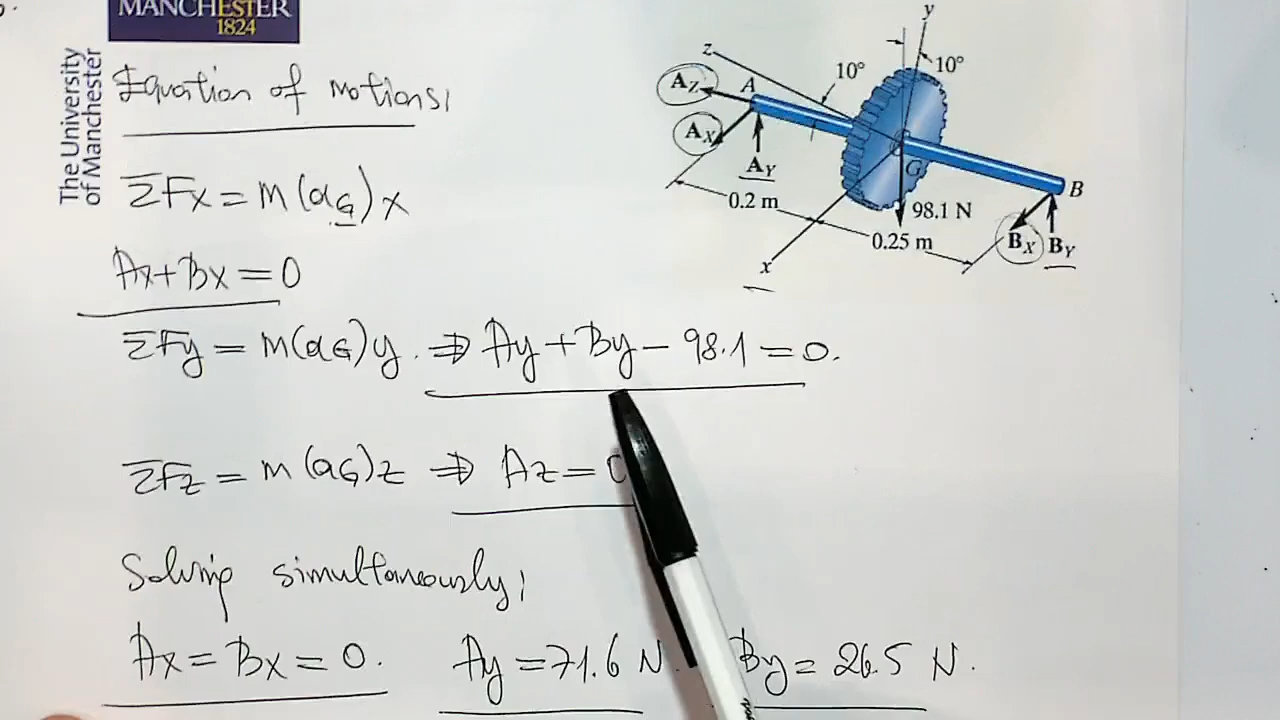 MANCHESTER
1824
The University
of Manchester
Equation of Motions;
ΣFx = m(aG)x
Ax+Bx=0
ΣFy = m(aG)y. ⇒ Ay + By - 98.1 = 0.
ΣFz = m(aG)z ⇒ Az = 0
Solving simultaneously;
Ax = Bx = 0. Ay = 71.6 N. By = 26.5 N.
y
z
10°
10°
AZ
A
AX
AY
G
B
0.2 m
98.1 N
0.25 m
BX
BY
x